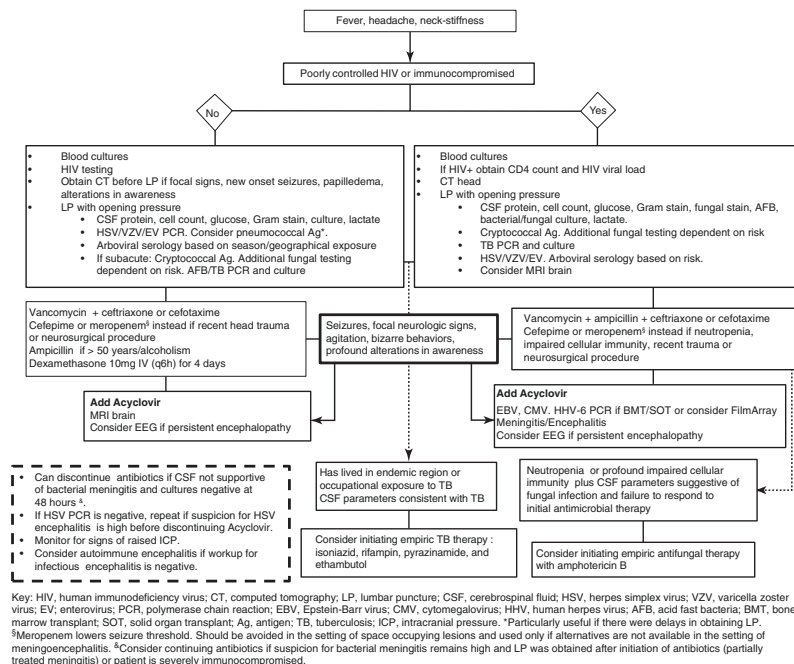 Fever, headache, neck-stiffness
Poorly controlled HIV or immunocompromised
No
Yes
• Blood cultures
• HIV testing
• Obtain CT before LP if focal signs, new onset seizures, papilledema,
alterations in awareness
• LP with opening pressure
• CSF protein, cell count, glucose, Gram stain, culture, lactate
• HSV/VZV/EV PCR. Consider pneumococcal Ag*.
• Arboviral serology based on season/geographical exposure
• If subacute: Cryptococcal Ag. Additional fungal testing
dependent on risk. AFB/TB PCR and culture
• Blood cultures
• If HIV+ obtain CD4 count and HIV viral load
• CT head
• LP with opening pressure
• CSF protein, cell count, glucose, Gram stain, fungal stain, AFB,
bacterial/fungal culture, lactate.
• Cryptococcal Ag. Additional fungal testing dependent on risk
• TB PCR and culture
• HSV/VZV/EV. Arboviral serology based on risk.
• Consider MRI brain
Vancomycin + ceftriaxone or cefotaxime
Cefepime or meropenem§ instead if recent head trauma
or neurosurgical procedure
Ampicillin if > 50 years/alcoholism
Dexamethasone 10mg IV (q6h) for 4 days
Seizures, focal neurologic signs,
agitation, bizarre behaviors,
profound alterations in awareness
Vancomycin + ampicillin + ceftriaxone or cefotaxime
Cefepime or meropenem§ instead if neutropenia,
impaired cellular immunity, recent trauma or
neurosurgical procedure
Add Acyclovir
MRI brain
Consider EEG if persistent encephalopathy
Add Acyclovir
EBV, CMV. HHV-6 PCR if BMT/SOT or consider FilmArray
Meningitis/Encephalitis
Consider EEG if persistent encephalopathy
• Can discontinue antibiotics if CSF not supportive
of bacterial meningitis and cultures negative at
48 hours &.
• If HSV PCR is negative, repeat if suspicion for HSV
encephalitis is high before discontinuing Acyclovir.
• Monitor for signs of raised ICP.
• Consider autoimmune encephalitis if workup for
infectious encephalitis is negative.
Has lived in endemic region or
occupational exposure to TB
CSF parameters consistent with TB
Neutropenia or profound impaired cellular
immunity plus CSF parameters suggestive of
fungal infection and failure to respond to
initial antimicrobial therapy
Consider initiating empiric TB therapy :
isoniazid, rifampin, pyrazinamide, and
ethambutol
Consider initiating empiric antifungal therapy
with amphotericin B
Key: HIV, human immunodeficiency virus; CT, computed tomography; LP, lumbar puncture; CSF, cerebrospinal fluid; HSV, herpes simplex virus; VZV, varicella zoster
virus; EV; enterovirus; PCR, polymerase chain reaction; EBV, Epstein-Barr virus; CMV, cytomegalovirus; HHV, human herpes virus; AFB, acid fast bacteria; BMT, bone
marrow transplant; SOT, solid organ transplant; Ag, antigen; TB, tuberculosis; ICP, intracranial pressure. *Particularly useful if there were delays in obtaining LP.
§Meropenem lowers seizure threshold. Should be avoided in the setting of space occupying lesions and used only if alternatives are not available in the setting of
meningoencephalitis. &Consider continuing antibiotics if suspicion for bacterial meningitis remains high and LP was obtained after initiation of antibiotics (partially
treated meningitis) or patient is severely immunocompromised.